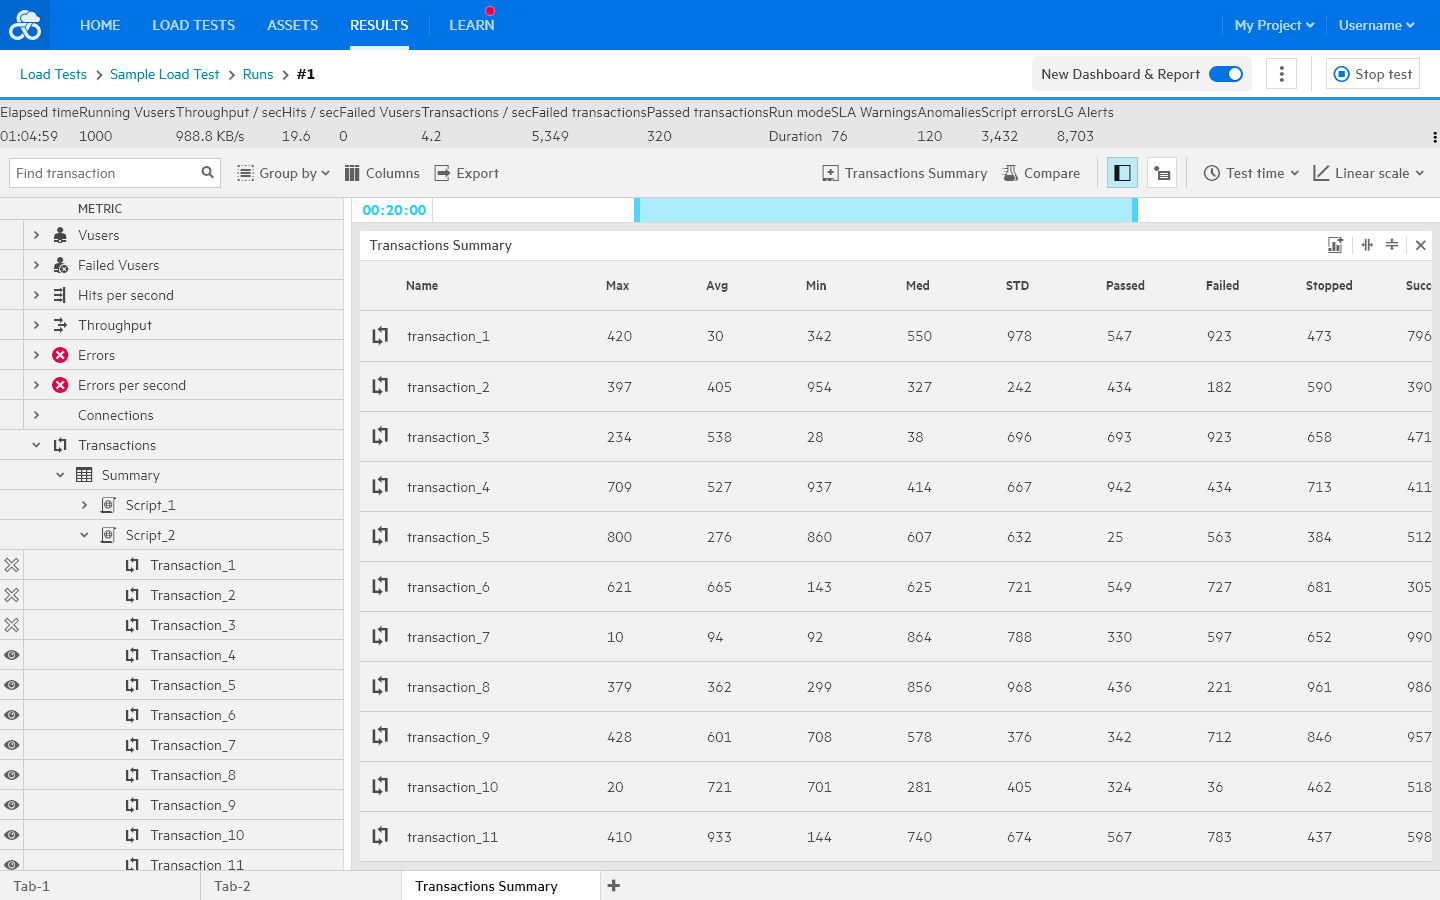 HOME LOAD TESTS ASSETS RESULTS LEARN My Project Username
Load Tests > Sample Load Test > Runs > #1 New Dashboard & Report Stop test
Elapsed timeRunning VusersThroughput / secHits / secFailed VusersTransactions / secFailed transactionsPassed transactionsRun modeSLA WarningsAnomaliesScript errorsLG Alerts
01:04:59 1000 988.8 KB/s 19.6 0 4.2 5,349 320 Duration 76 120 3,432 8,703
Find transaction Group by Columns Export Transactions Summary Compare Test time Linear scale
METRIC
Vusers
Failed Vusers
Hits per second
Throughput
Errors
Errors per second
Connections
Transactions
Summary
Script_1
Script_2
Transaction_1
Transaction_2
Transaction_3
Transaction_4
Transaction_5
Transaction_6
Transaction_7
Transaction_8
Transaction_9
Transaction_10
Transaction_11
00:20:00
Transactions Summary
Name Max Avg Min Med STD Passed Failed Stopped Succ
transaction_1 420 30 342 550 978 547 923 473 796
transaction_2 397 405 954 327 242 434 182 590 390
transaction_3 234 538 28 38 696 693 923 658 471
transaction_4 709 527 937 414 667 942 434 713 411
transaction_5 800 276 860 607 632 25 563 384 512
transaction_6 621 665 143 625 721 549 727 681 305
transaction_7 10 94 92 864 788 330 597 652 990
transaction_8 379 362 299 856 968 436 221 961 986
transaction_9 428 601 708 578 376 342 712 846 957
transaction_10 20 721 701 281 405 324 36 462 518
transaction_11 410 933 144 740 674 567 783 437 598
Tab-1 Tab-2 Transactions Summary